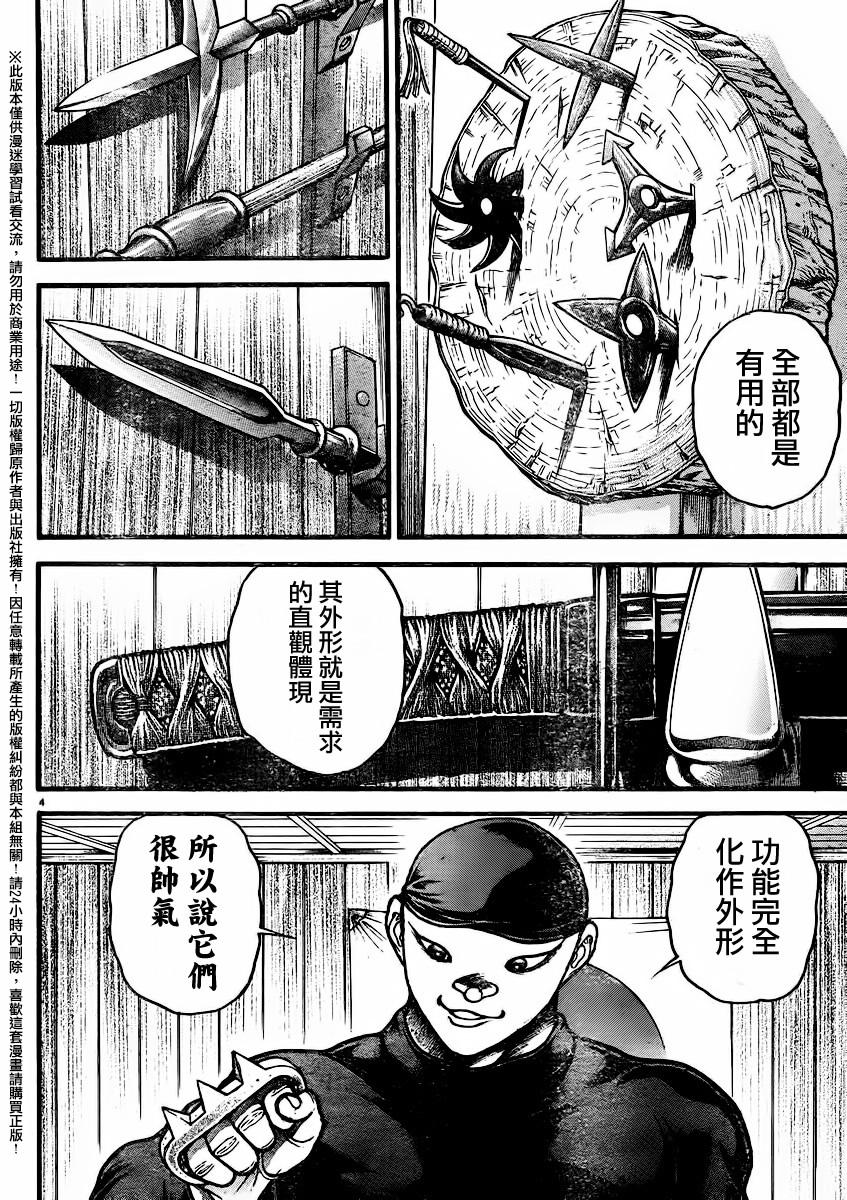 全部都是
有用的
其外形就是需求
的直觀體現
功能完全
化作外形
所以說它們
很帥氣
4
※此版本僅供漫迷學習試看交流，請勿用於商業用途！一切版權歸原作者與出版社擁有！因任意轉載所產生的版權糾紛都與本組無關！請24小時內刪除，喜歡這套漫畫請購買正版！